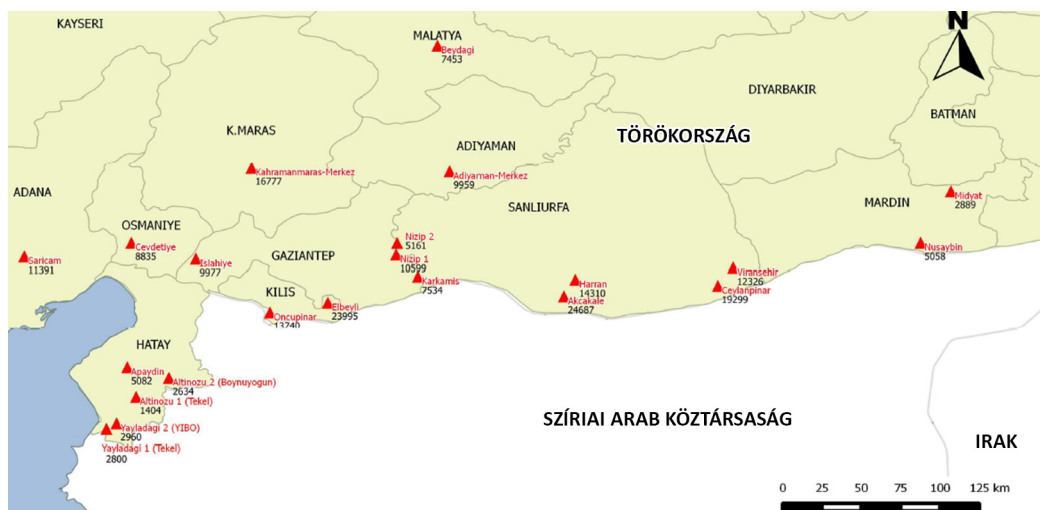 KAYSERI
MALATYA
N
Beydagi
7453
DIYARBAKIR
BATMAN
K.MARAS
TÖRÖKORSZÁG
ADIYAMAN
Kahramanmaras-Merkez
16777
Adiyaman-Merkez
9959
ADANA
SANLIURFA
MARDIN
Midyat
2889
OSMANIYE
Cevdetiye
8835
Nizip 2
5161
Nusaybin
5058
Saricam
11391
Islahiye
9977
GAZIANTEP
Nizip 1
10599
Karkamis
7534
Viransehir
12326
Harran
14310
Ceylanpinar
19299
KILIS
Elbeyli
23995
Akcakale
24687
Oncupinar
13740
HATAY
Apaydin
5082
Altinozu 2 (Boynuyogun)
2634
Altinozu 1 (Tekel)
1404
Yayladagi 2 (YIBO)
2960
Yayladagi 1 (Tekel)
2800
SZÍRIAI ARAB KÖZTÁRSASÁG
IRAK
0 25 50 75 100 125 km